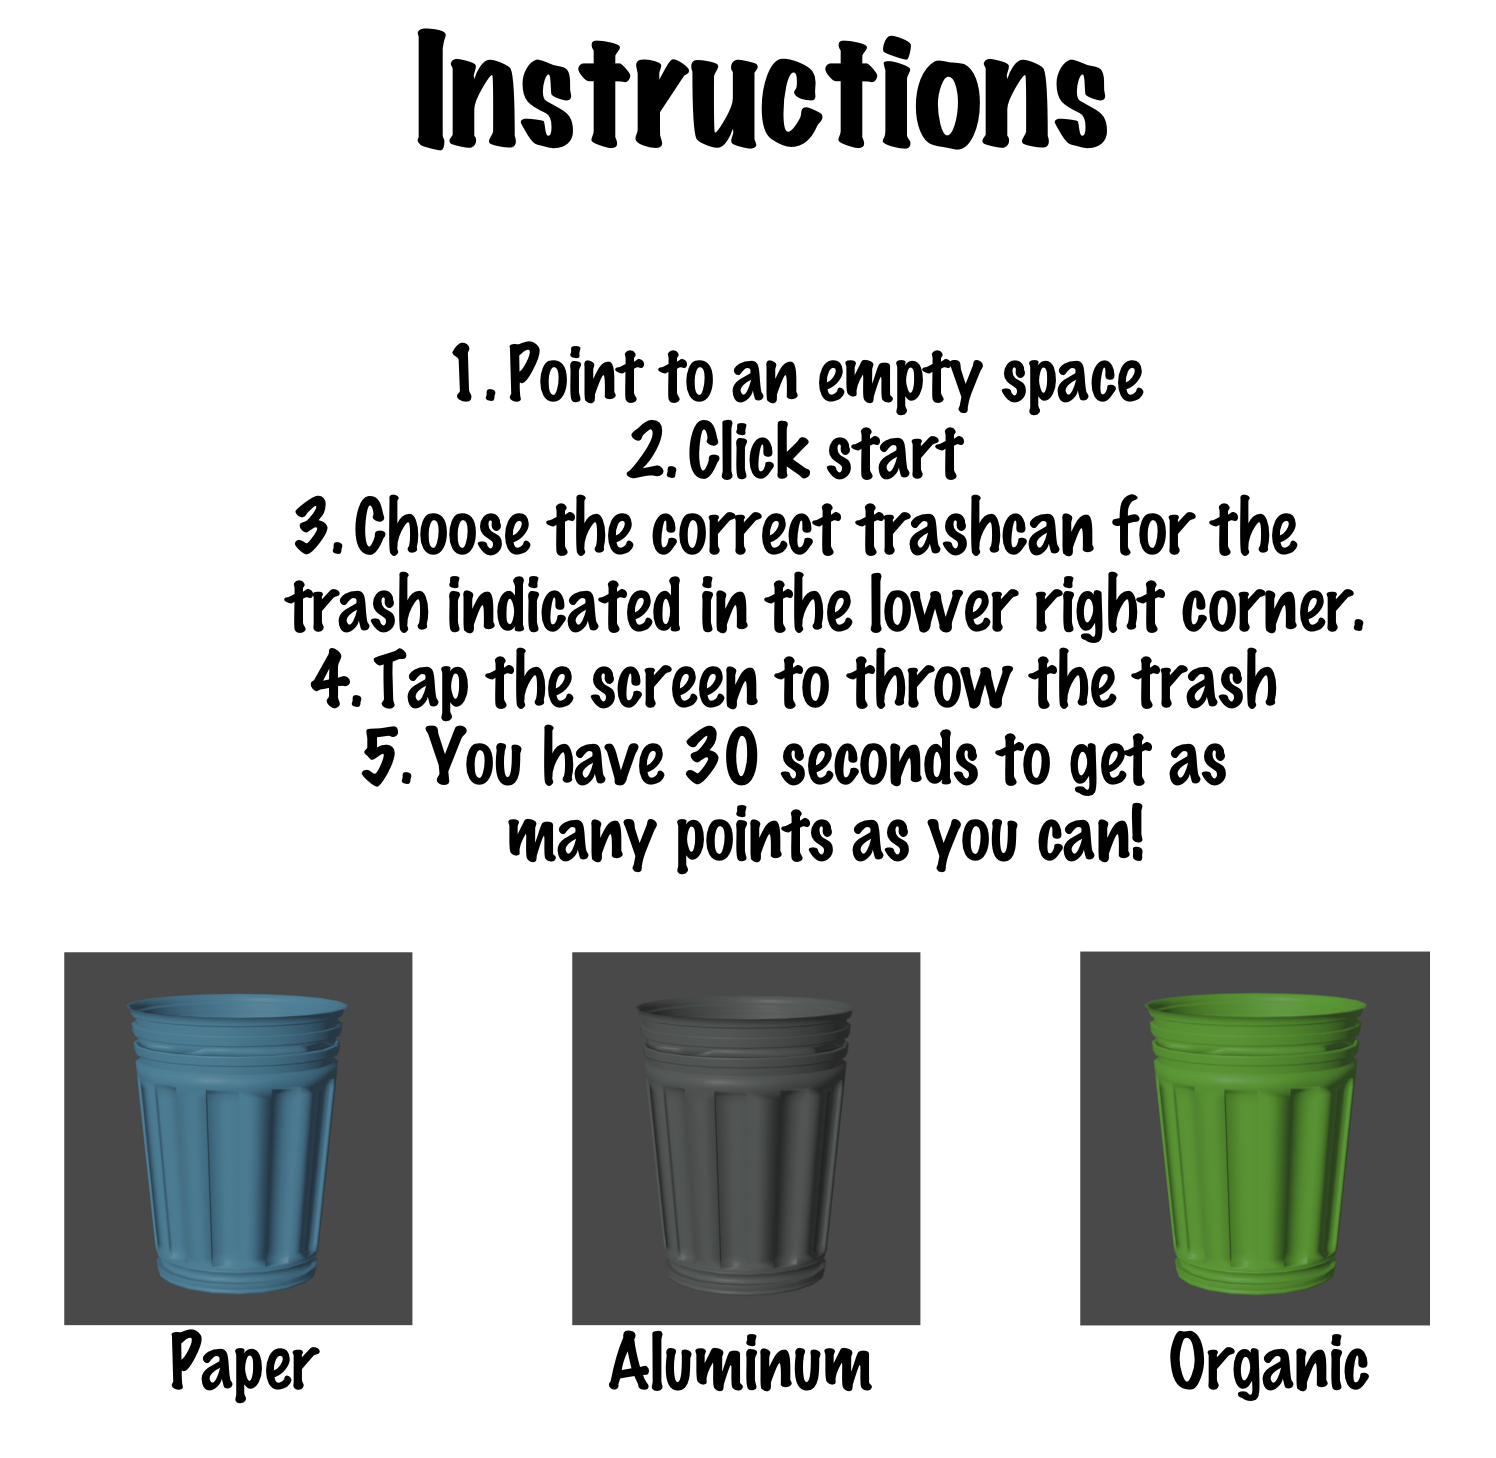 Instructions
1. Point to an empty space
2. Click start
3. Choose the correct trashcan for the
trash indicated in the lower right corner.
4. Tap the screen to throw the trash
5. You have 30 seconds to get as
many points as you can!
Paper
Aluminum
Organic